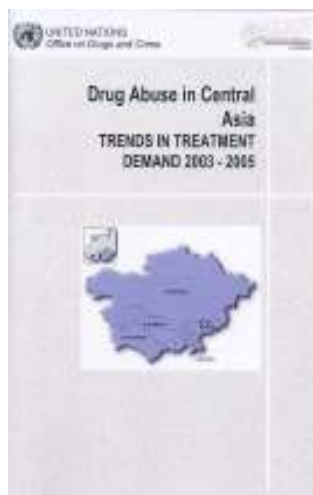 UNITED NATIONS
Office on Drugs and Crime
Drug Abuse in Central
Asia
TRENDS IN TREATMENT
DEMAND 2003 - 2005